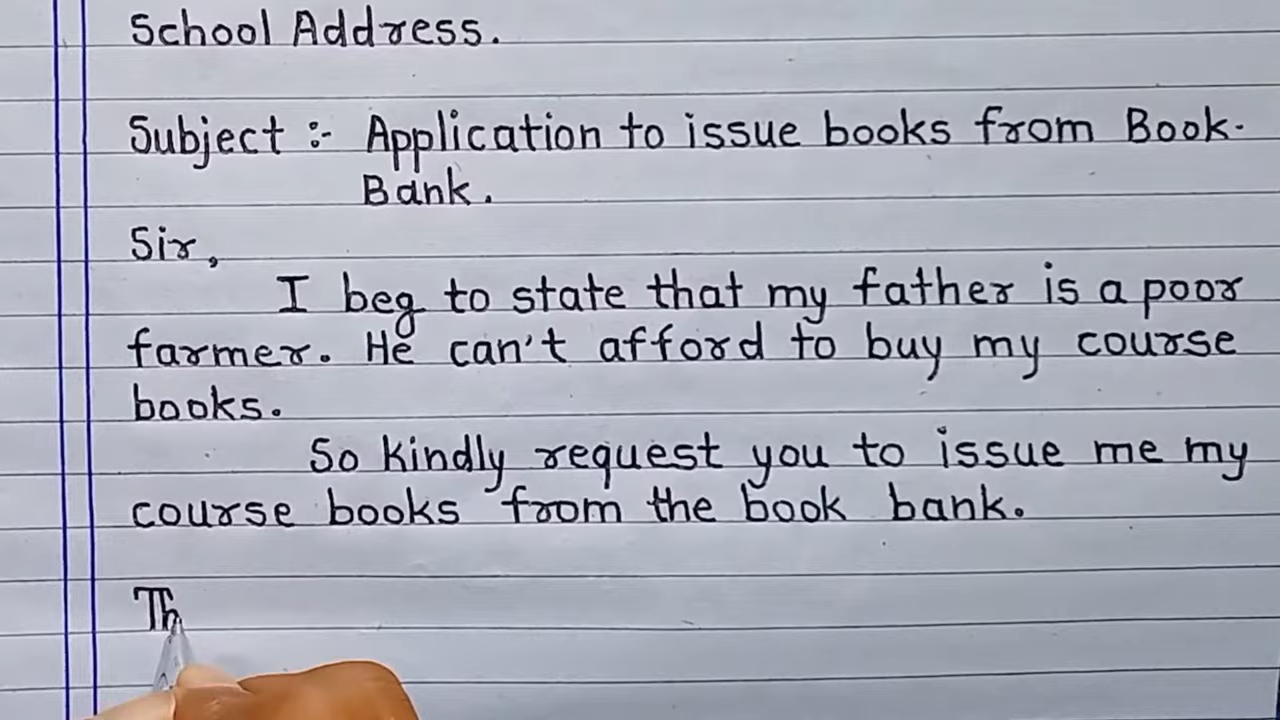 School Address.
Subject :- Application to issue books from Book-
Bank.
Sir,
I beg to state that my father is a poor
farmer. He can't afford to buy my course
books.
So kindly request you to issue me my
course books from the book bank.
Th